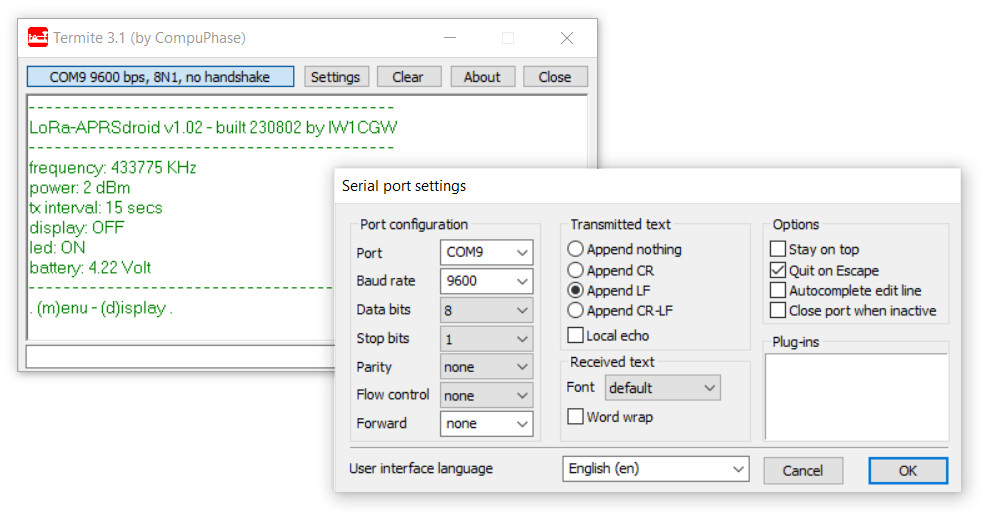 Termite 3.1 (by CompuPhase)
COM9 9600 bps, 8N1, no handshake
Settings
Clear
About
Close
------------------------------------------
LoRa-APRSdroid v1.02 - built 230802 by IW1CGW
------------------------------------------
frequency: 433775 KHz
power: 2 dBm
tx interval: 15 secs
display: OFF
led: ON
battery: 4.22 Volt
------------------------------------------
. (m)enu - (d)isplay .
Serial port settings
Port configuration
Port COM9
Baud rate 9600
Data bits 8
Stop bits 1
Parity none
Flow control none
Forward none
Transmitted text
Append nothing
Append CR
Append LF
Append CR-LF
Local echo
Received text
Font default
Word wrap
Options
Stay on top
Quit on Escape
Autocomplete edit line
Close port when inactive
Plug-ins
User interface language English (en)
Cancel
OK